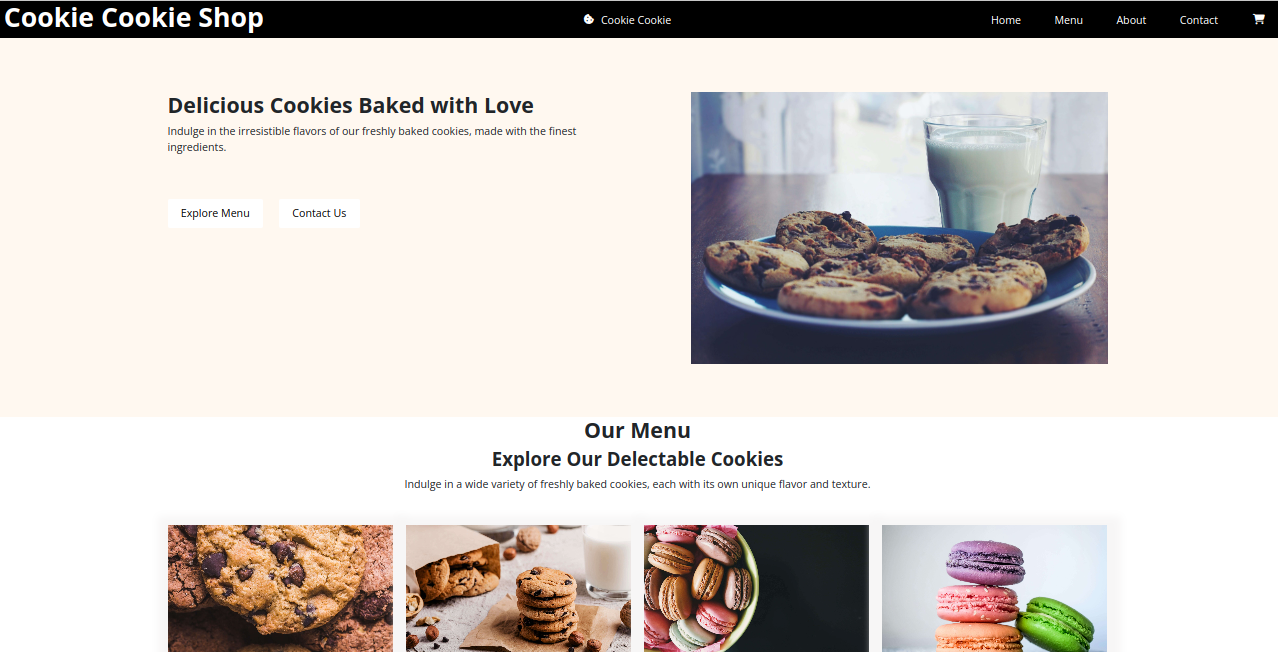 Cookie Cookie Shop
Cookie Cookie
Home
Menu
About
Contact
Delicious Cookies Baked with Love
Indulge in the irresistible flavors of our freshly baked cookies, made with the finest
ingredients.
Explore Menu
Contact Us
Our Menu
Explore Our Delectable Cookies
Indulge in a wide variety of freshly baked cookies, each with its own unique flavor and texture.